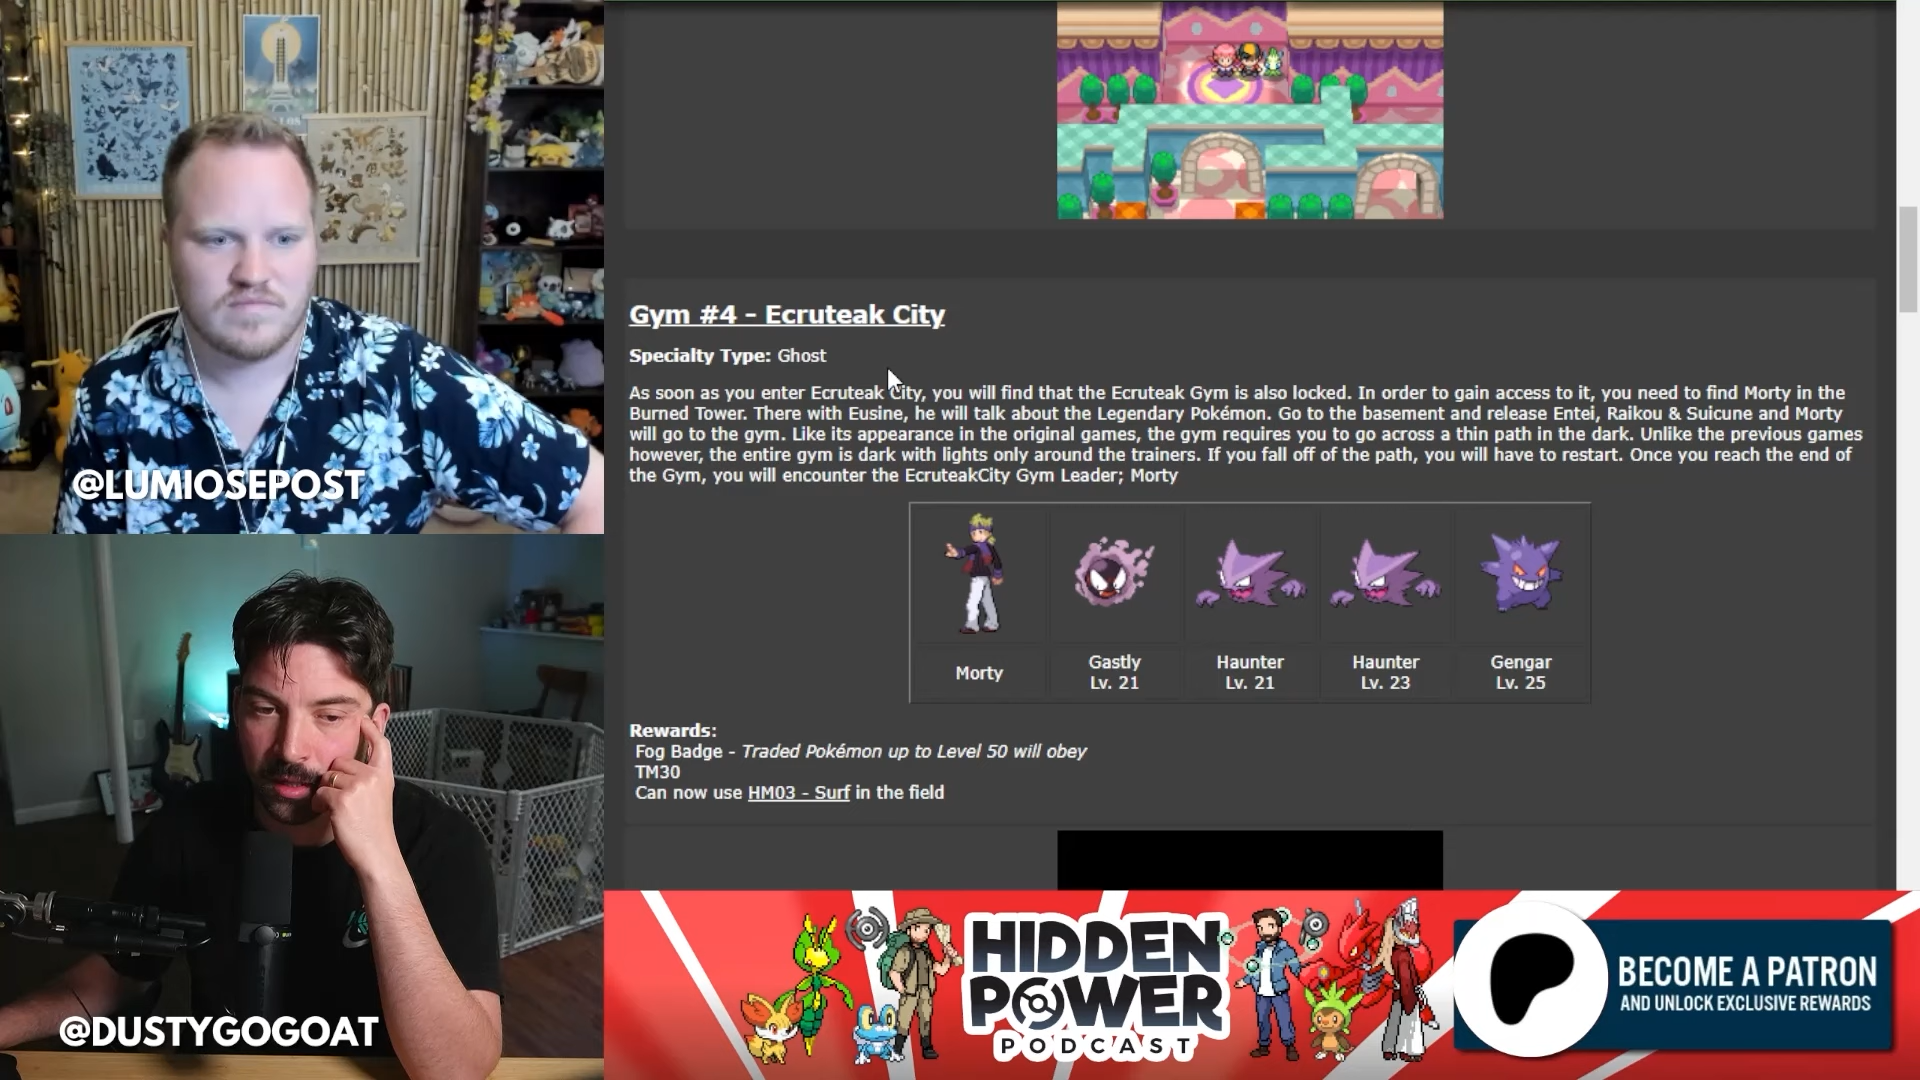 @LUMIOSEPOST
@DUSTYGOGOAT
Gym #4 - Ecruteak City
Specialty Type: Ghost
As soon as you enter Ecruteak City, you will find that the Ecruteak Gym is also locked. In order to gain access to it, you need to find Morty in the
Burned Tower. There with Eusine, he will talk about the Legendary Pokémon. Go to the basement and release Entei, Raikou & Suicune and Morty
will go to the gym. Like its appearance in the original games, the gym requires you to go across a thin path in the dark. Unlike the previous games
however, the entire gym is dark with lights only around the trainers. If you fall off of the path, you will have to restart. Once you reach the end of
the Gym, you will encounter the EcruteakCity Gym Leader; Morty
Morty
Gastly
Lv. 21
Haunter
Lv. 21
Haunter
Lv. 23
Gengar
Lv. 25
Rewards:
Fog Badge - Traded Pokémon up to Level 50 will obey
TM30
Can now use HM03 - Surf in the field
HIDDEN
POWER
PODCAST
BECOME A PATRON
AND UNLOCK EXCLUSIVE REWARDS